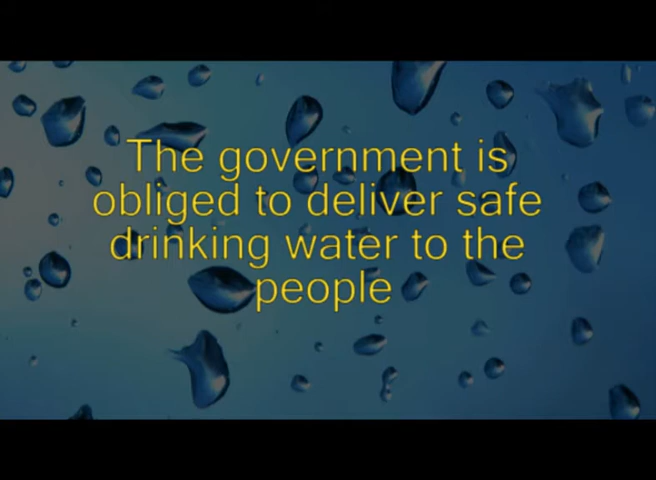 The government is
obliged to deliver safe
drinking water to the
people